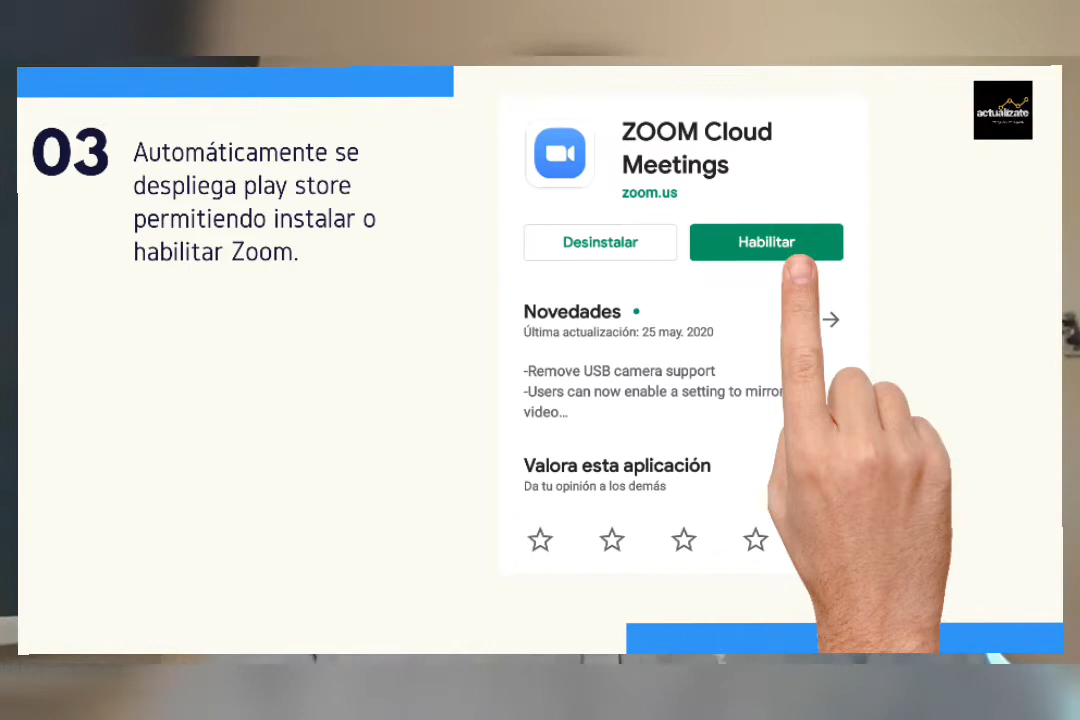 03
Automáticamente se
despliega play store
permitiendo instalar o
habilitar Zoom.
ZOOM Cloud
Meetings
zoom.us
Desinstalar
Habilitar
Novedades
Última actualización: 25 may. 2020
-Remove USB camera support
-Users can now enable a setting to mirror
video...
Valora esta aplicación
Da tu opinión a los demás
actualízate